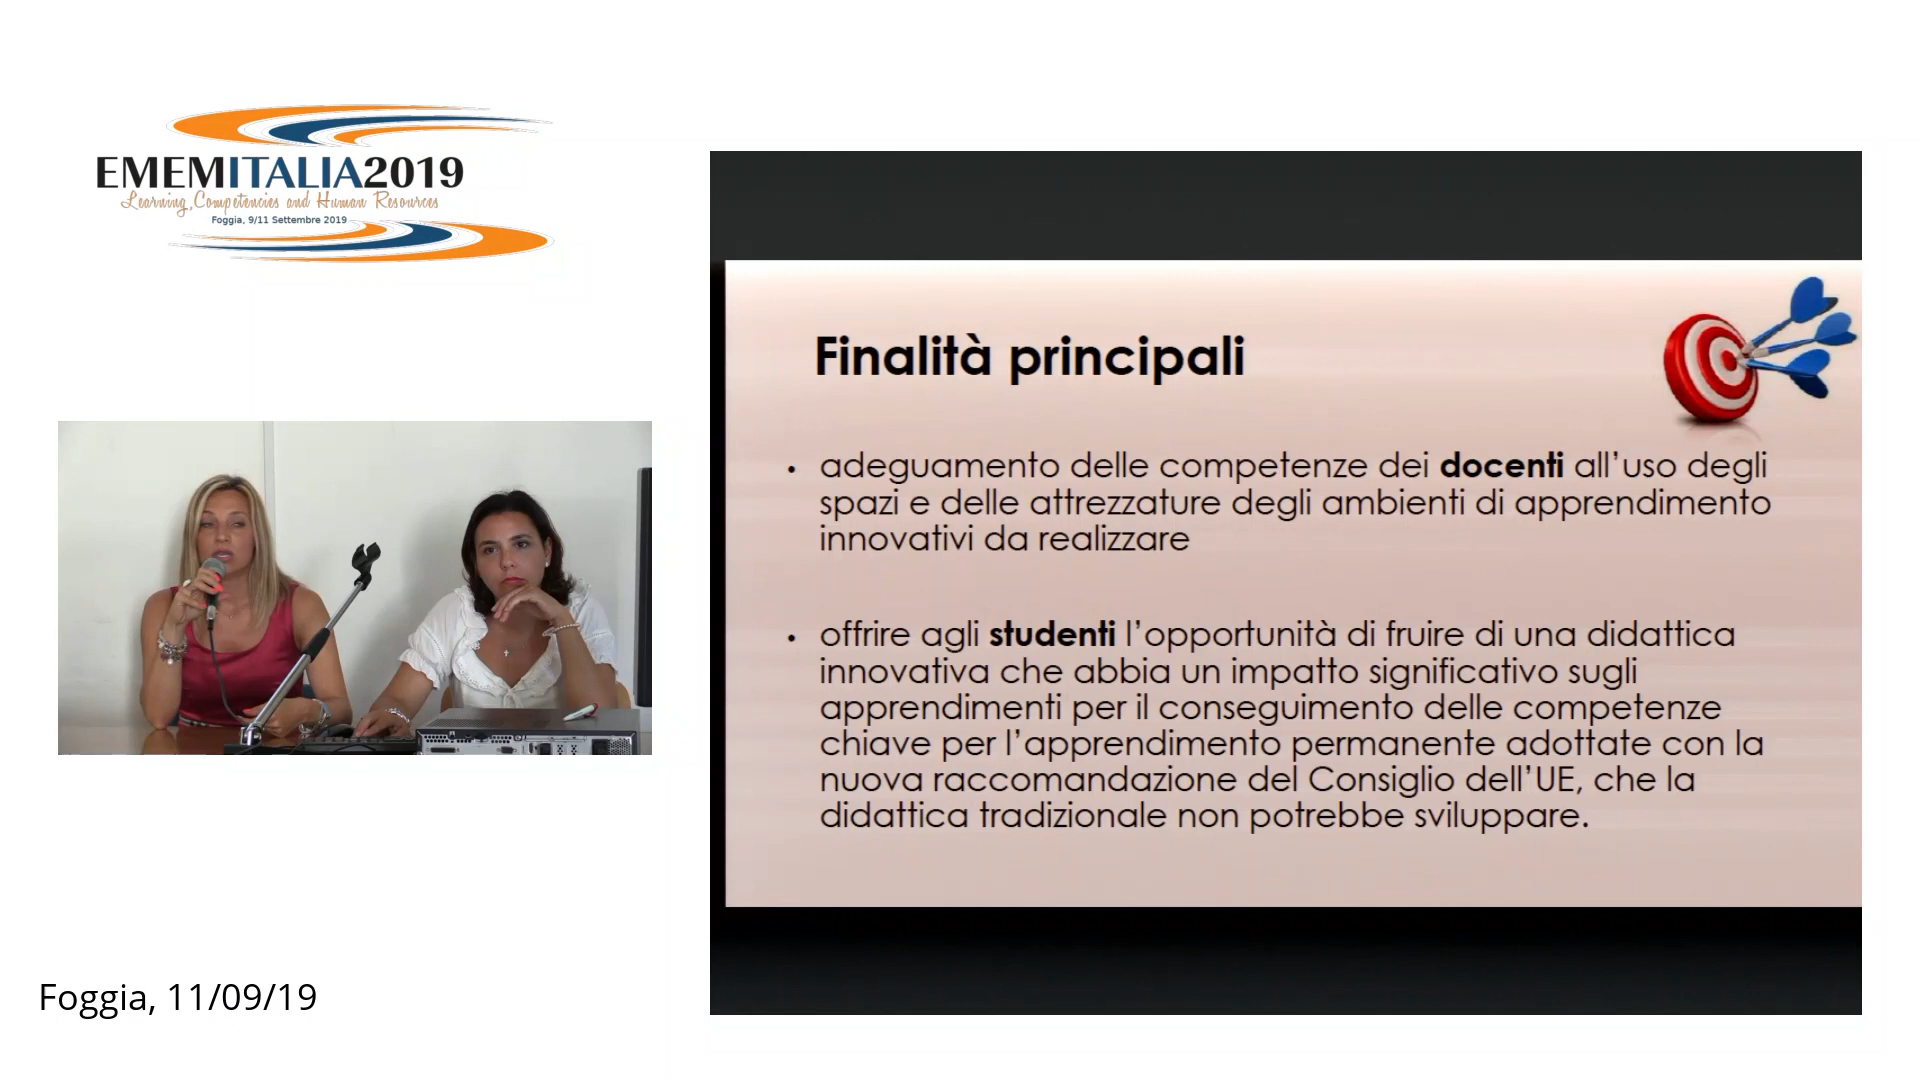 EMEMITALIA2019
Learning, Competencies and Human Resources
Foggia, 9/11 Settembre 2019
Finalità principali
• adeguamento delle competenze dei docenti all’uso degli
spazi e delle attrezzature degli ambienti di apprendimento
innovativi da realizzare
• offrire agli studenti l’opportunità di fruire di una didattica
innovativa che abbia un impatto significativo sugli
apprendimenti per il conseguimento delle competenze
chiave per l’apprendimento permanente adottate con la
nuova raccomandazione del Consiglio dell’UE, che la
didattica tradizionale non potrebbe sviluppare.
Foggia, 11/09/19